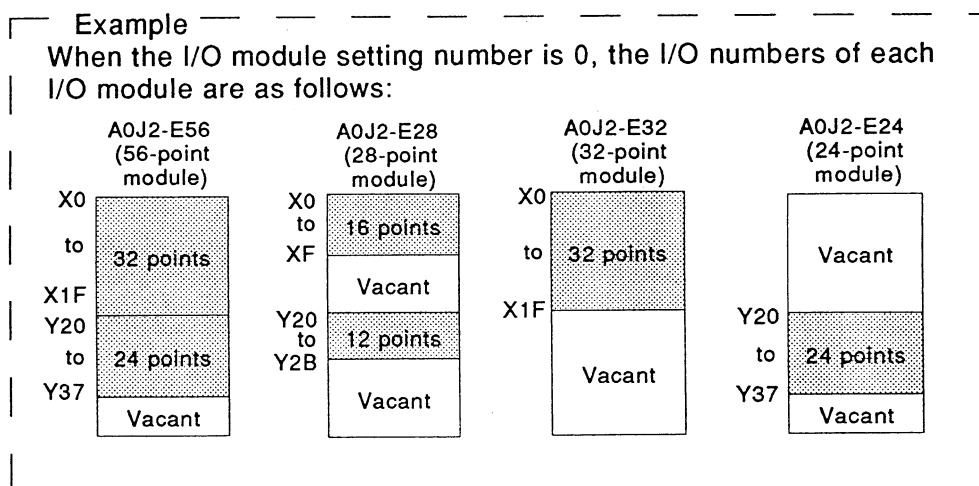 Example
When the I/O module setting number is 0, the I/O numbers of each
I/O module are as follows:
A0J2-E56
(56-point
module)
X0
to
32 points
X1F
Y20
to
24 points
Y37
Vacant
A0J2-E28
(28-point
module)
X0
to
16 points
XF
Vacant
Y20
to
12 points
Y2B
Vacant
A0J2-E32
(32-point
module)
X0
to
32 points
X1F
Vacant
A0J2-E24
(24-point
module)
Vacant
Y20
to
24 points
Y37
Vacant